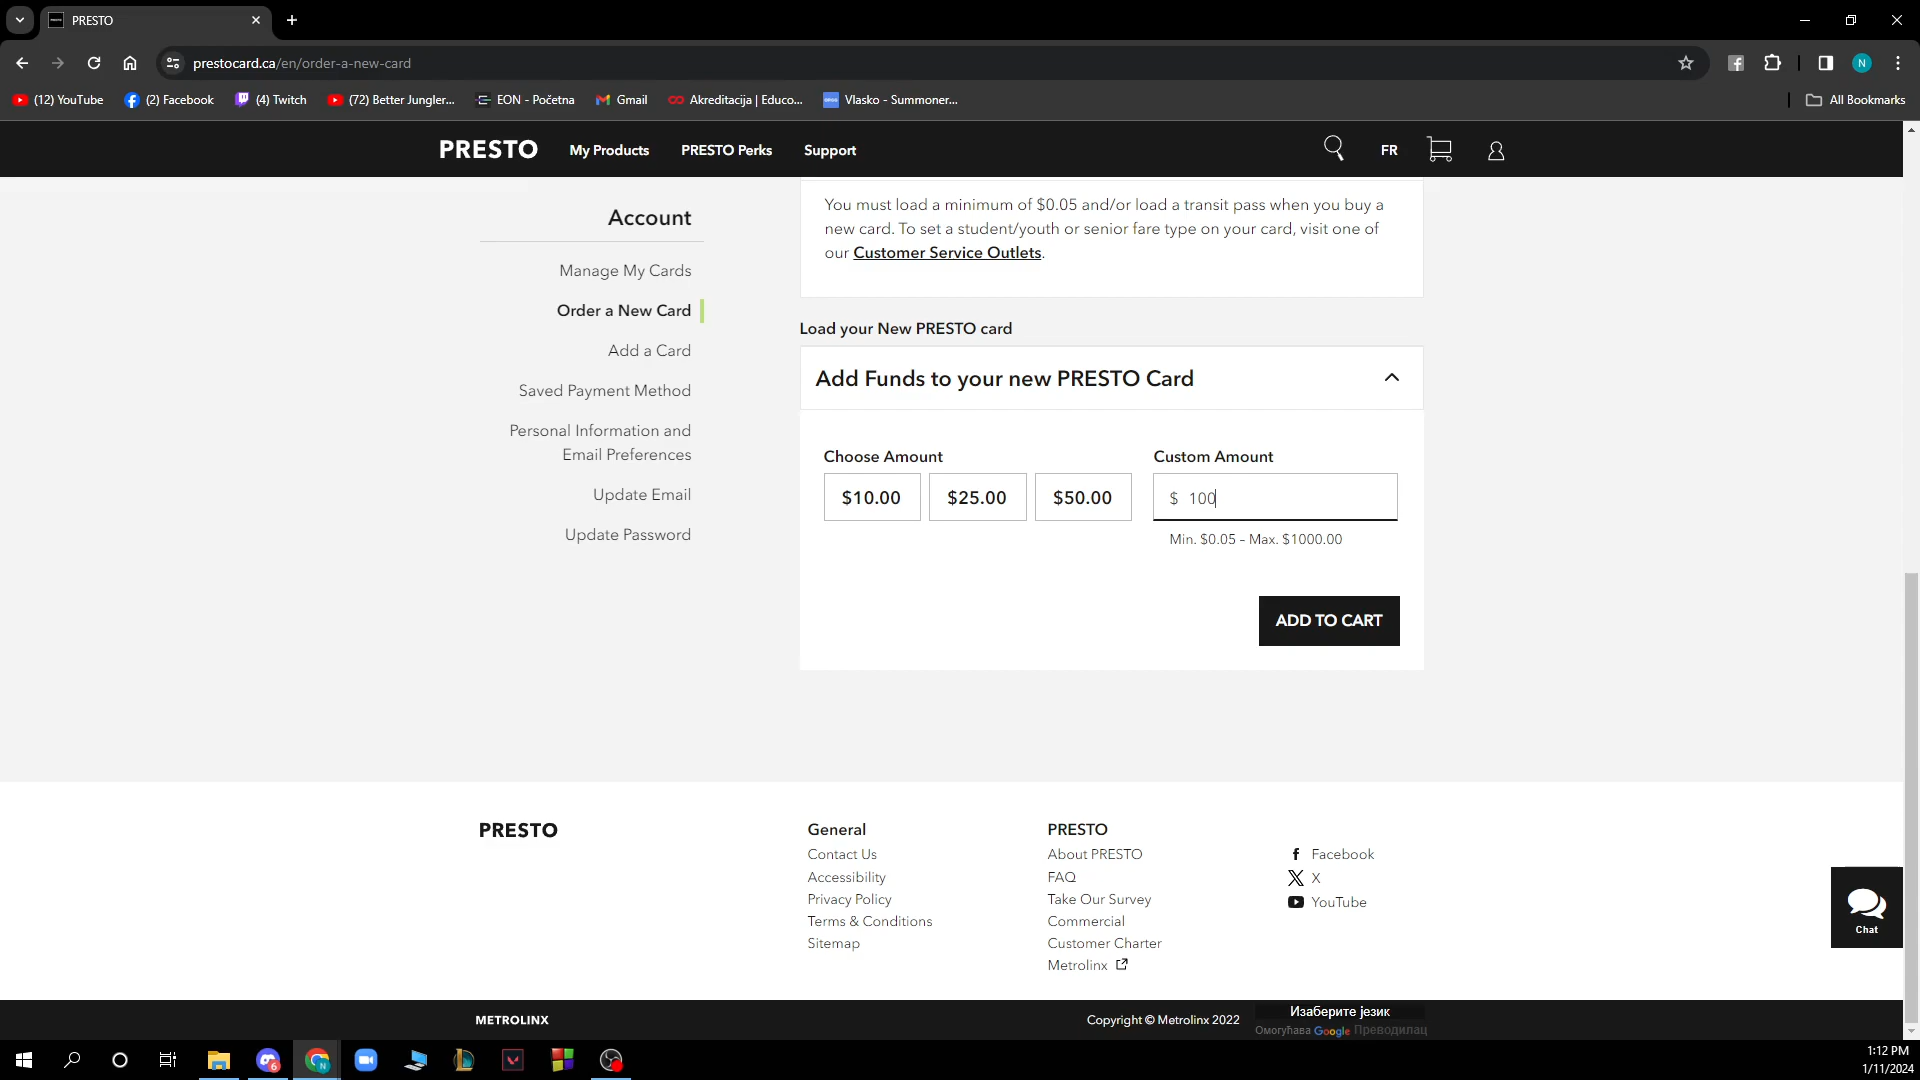 PRESTO
prestocard.ca/en/order-a-new-card
N
(12) YouTube
(2) Facebook
(4) Twitch
(72) Better Jungler...
EON - Početna
Gmail
Akreditacija | Educo...
Vlasko - Summoner...
All Bookmarks
PRESTO
My Products
PRESTO Perks
Support
FR
Account
Manage My Cards
Order a New Card
Add a Card
Saved Payment Method
Personal Information and
Email Preferences
Update Email
Update Password
You must load a minimum of $0.05 and/or load a transit pass when you buy a
new card. To set a student/youth or senior fare type on your card, visit one of
our Customer Service Outlets.
Load your New PRESTO card
Add Funds to your new PRESTO Card
Choose Amount
$10.00
$25.00
$50.00
Custom Amount
$ 100
Min. $0.05 – Max. $1000.00
ADD TO CART
PRESTO
General
Contact Us
Accessibility
Privacy Policy
Terms & Conditions
Sitemap
PRESTO
About PRESTO
FAQ
Take Our Survey
Commercial
Customer Charter
Metrolinx
Facebook
X
YouTube
Chat
METROLINX
Copyright © Metrolinx 2022
Изаберите језик
Омогућава Google Преводилац
6
N
1:12 PM
1/11/2024